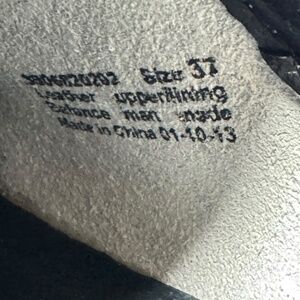 Size 37
Leather upper/lining
Balance man made
Made in China 01-10-13